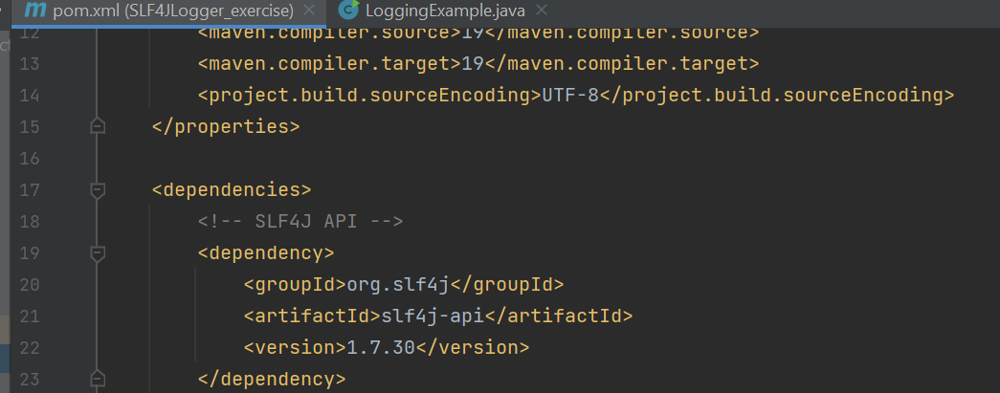 pom.xml (SLF4JLogger_exercise) LoggingExample.java
12 <maven.compiler.source>19</maven.compiler.source>
13 <maven.compiler.target>19</maven.compiler.target>
14 <project.build.sourceEncoding>UTF-8</project.build.sourceEncoding>
15 </properties>
16
17 <dependencies>
18 <!-- SLF4J API -->
19 <dependency>
20 <groupId>org.slf4j</groupId>
21 <artifactId>slf4j-api</artifactId>
22 <version>1.7.30</version>
23 </dependency>